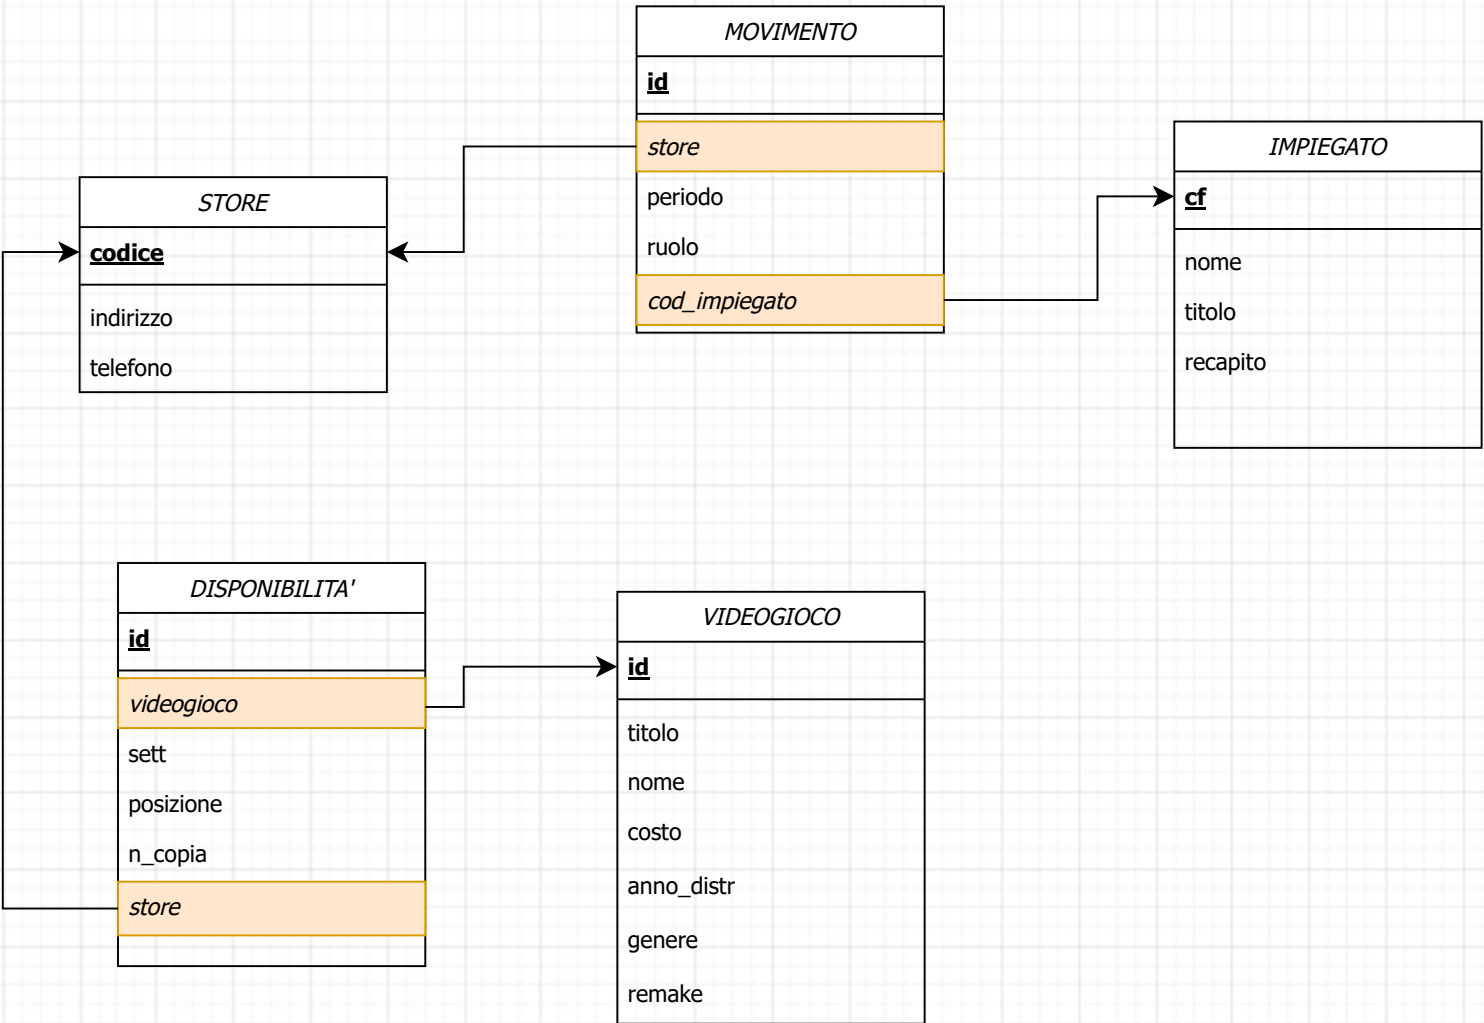 MOVIMENTO
id
store
periodo
ruolo
cod_impiegato
IMPIEGATO
cf
nome
titolo
recapito
STORE
codice
indirizzo
telefono
DISPONIBILITA'
id
videogioco
sett
posizione
n_copia
store
VIDEOGIOCO
id
titolo
nome
costo
anno_distr
genere
remake